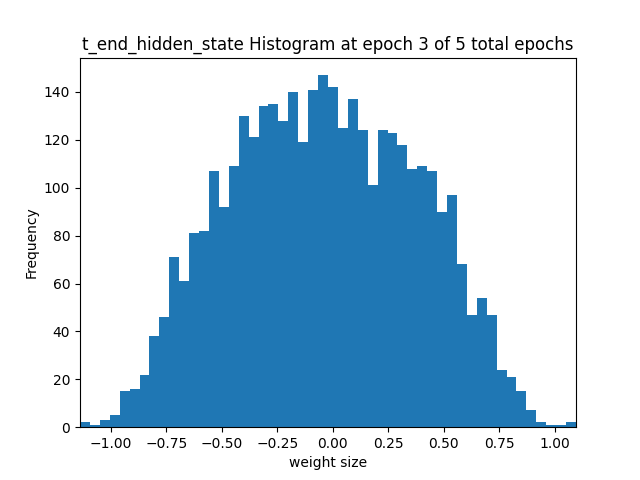 t_end_hidden_state Histogram at epoch 3 of 5 total epochs
Frequency
140
120
100
80
60
40
20
0
−1.00 −0.75 −0.50 −0.25 0.00 0.25 0.50 0.75 1.00
weight size